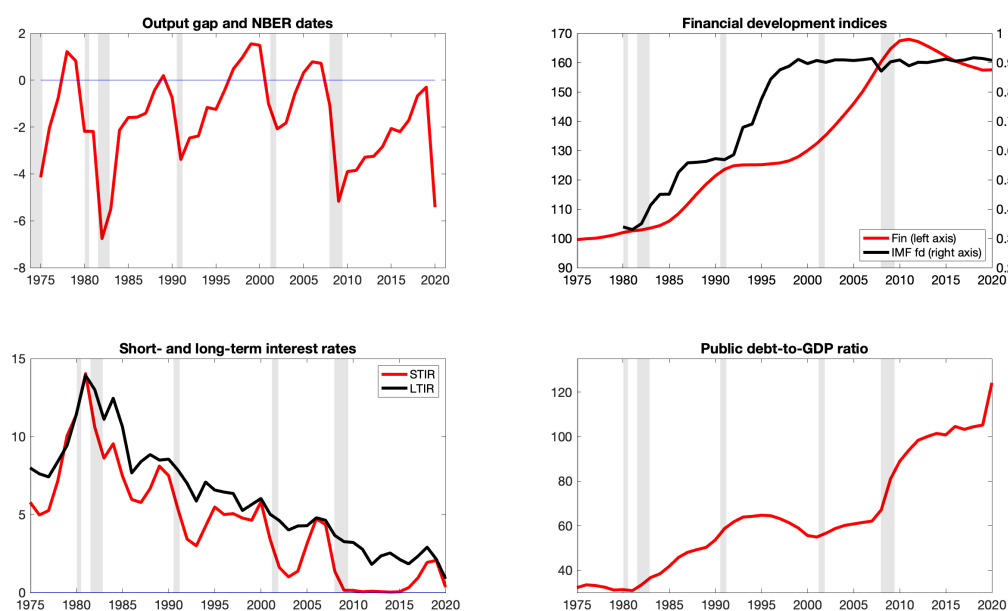 Output gap and NBER dates
2
0
-2
-4
-6
-8
1975 1980 1985 1990 1995 2000 2005 2010 2015 2020
Financial development indices
170
160
150
140
130
120
110
100
90
1
Fin (left axis)
IMF fd (right axis)
1975 1980 1985 1990 1995 2000 2005 2010 2015 2020
Short- and long-term interest rates
15
10
5
0
STIR
LTIR
1975 1980 1985 1990 1995 2000 2005 2010 2015 2020
Public debt-to-GDP ratio
120
100
80
60
40
1975 1980 1985 1990 1995 2000 2005 2010 2015 2020